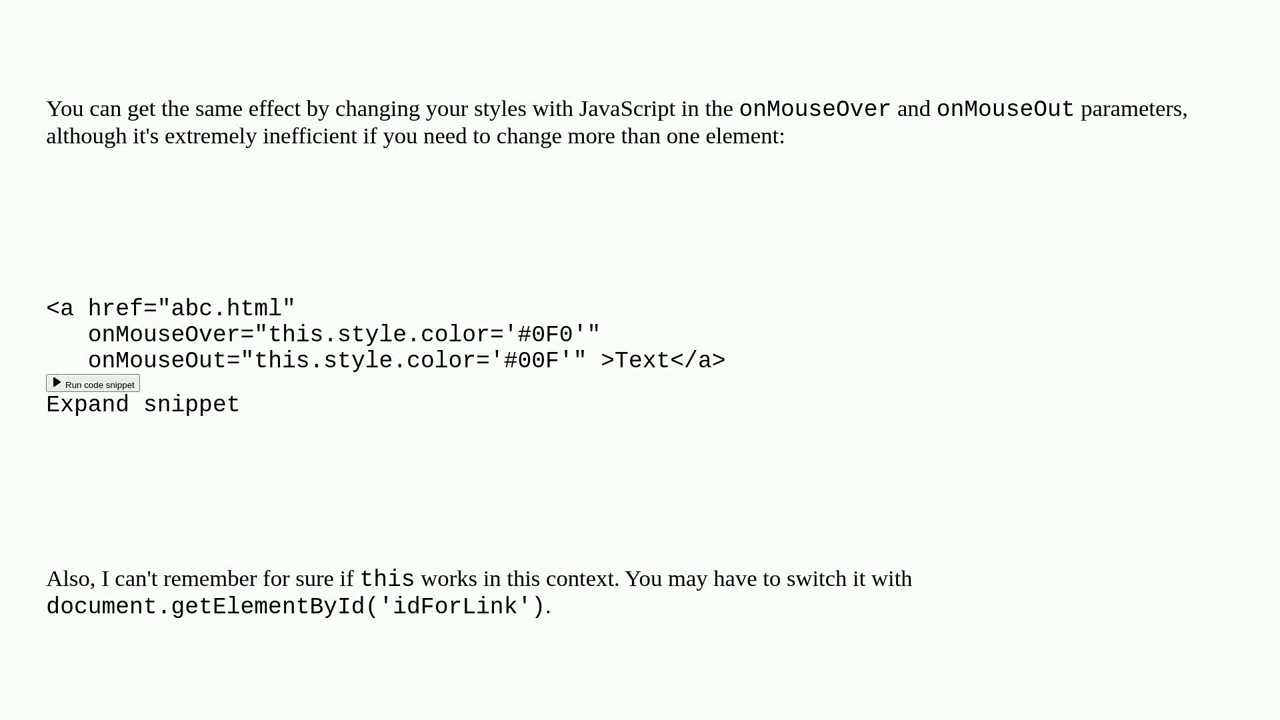 You can get the same effect by changing your styles with JavaScript in the onMouseOver and onMouseOut parameters,
although it's extremely inefficient if you need to change more than one element:
<a href="abc.html"
   onMouseOver="this.style.color='#0F0'"
   onMouseOut="this.style.color='#00F'" >Text</a>
Run code snippet
Expand snippet
Also, I can't remember for sure if this works in this context. You may have to switch it with
document.getElementById('idForLink').